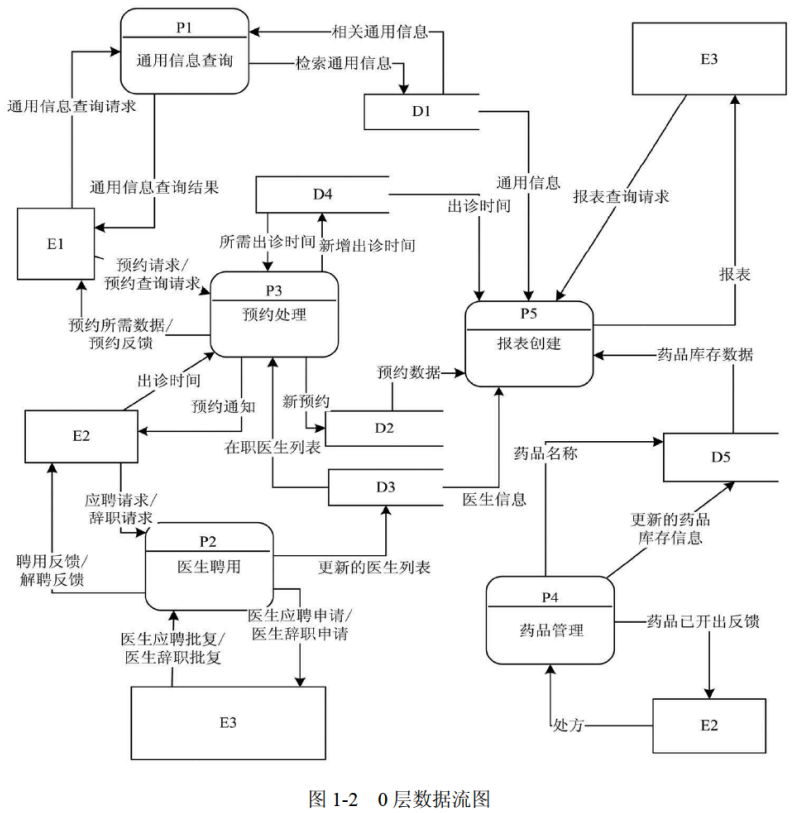 P1
通用信息查询
相关通用信息
检索通用信息
D1
E3
通用信息查询请求
通用信息查询结果
D4
通用信息
出诊时间
报表查询请求
E1
所需出诊时间
新增出诊时间
预约请求/
预约查询请求
P3
预约处理
报表
P5
报表创建
预约所需数据/
预约反馈
药品库存数据
出诊时间
预约数据
预约通知
新预约
E2
D2
在职医生列表
药品名称
D5
D3
医生信息
应聘请求/
辞职请求
更新的药品
库存信息
P2
医生聘用
聘用反馈/
解聘反馈
更新的医生列表
P4
药品管理
医生应聘申请/
医生辞职申请
药品已开出反馈
医生应聘批复/
医生辞职批复
E3
处方
E2
图 1-2 0 层数据流图